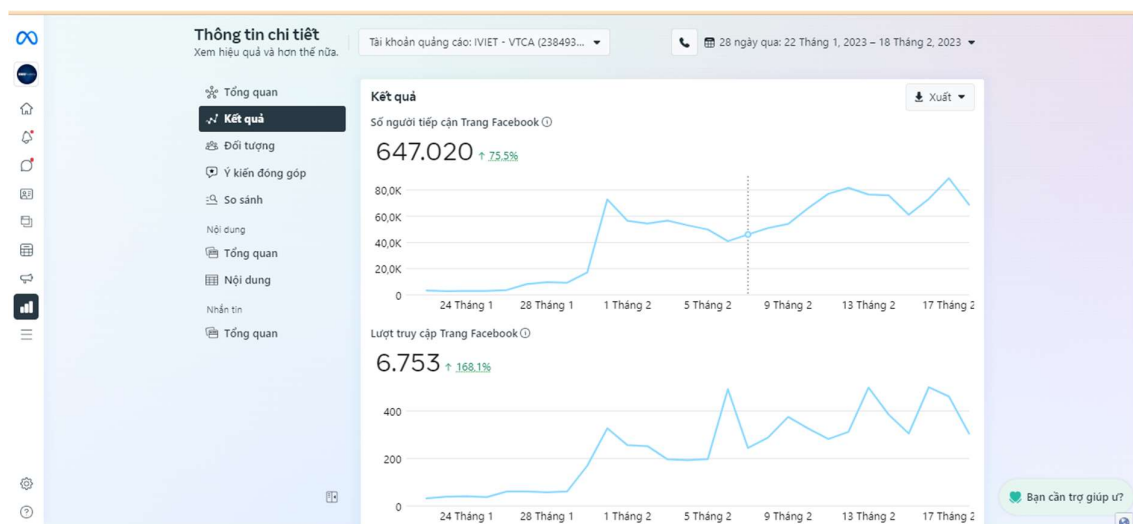 Thông tin chi tiết
Xem hiệu quả và hơn thế nữa.
Tài khoản quảng cáo: IVIET - VTCA (238493...
28 ngày qua: 22 Tháng 1, 2023 – 18 Tháng 2, 2023
Tổng quan
Kết quả
Đối tượng
Ý kiến đóng góp
So sánh
Nội dung
Tổng quan
Nội dung
Nhắn tin
Tổng quan
Kết quả
Xuất
Số người tiếp cận Trang Facebook
647.020 ↑ 75,5%
80,0K
60,0K
40,0K
20,0K
0
24 Tháng 1 28 Tháng 1 1 Tháng 2 5 Tháng 2 9 Tháng 2 13 Tháng 2 17 Tháng 2
Lượt truy cập Trang Facebook
6.753 ↑ 168,1%
400
200
0
24 Tháng 1 28 Tháng 1 1 Tháng 2 5 Tháng 2 9 Tháng 2 13 Tháng 2 17 Tháng 2
Bạn cần trợ giúp ư?